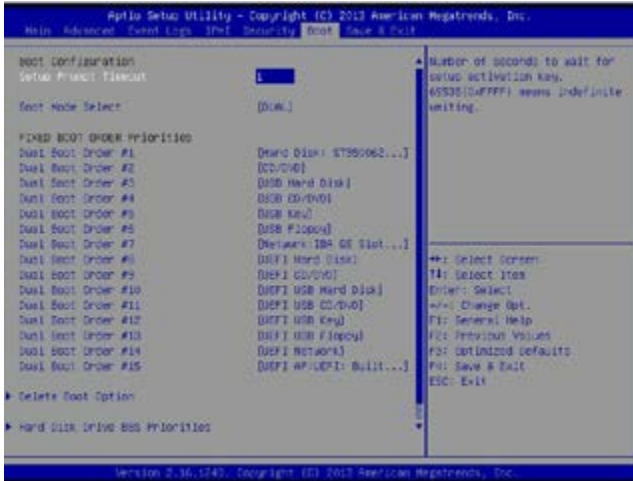 Aptio Setup Utility - Copyright (C) 2013 American Megatrends, Inc.
Main Advanced Event Logs IPMI Security Boot Save & Exit
Boot Configuration
Setup Prompt Timeout 1
Boot Mode Select [DUAL]
FIXED BOOT ORDER Priorities
Dual Boot Order #1 [Hard Disk: ST950062...]
Dual Boot Order #2 [CD/DVD]
Dual Boot Order #3 [USB Hard Disk]
Dual Boot Order #4 [USB CD/DVD]
Dual Boot Order #5 [USB Key]
Dual Boot Order #6 [USB Floppy]
Dual Boot Order #7 [Network:IBA GE Slot...]
Dual Boot Order #8 [UEFI Hard Disk]
Dual Boot Order #9 [UEFI CD/DVD]
Dual Boot Order #10 [UEFI USB Hard Disk]
Dual Boot Order #11 [UEFI USB CD/DVD]
Dual Boot Order #12 [UEFI USB Key]
Dual Boot Order #13 [UEFI USB Floppy]
Dual Boot Order #14 [UEFI Network]
Dual Boot Order #15 [UEFI AP:UEFI: Built...]
Delete Boot Option
Hard Disk Drive BBS Priorities
Number of seconds to wait for
setup activation key.
65535(0xFFFF) means indefinite
waiting.
↔: Select Screen
↑↓: Select Item
Enter: Select
+/-: Change Opt.
F1: General Help
F2: Previous Values
F3: Optimized Defaults
F4: Save & Exit
ESC: Exit
Version 2.16.1243. Copyright (C) 2013 American Megatrends, Inc.